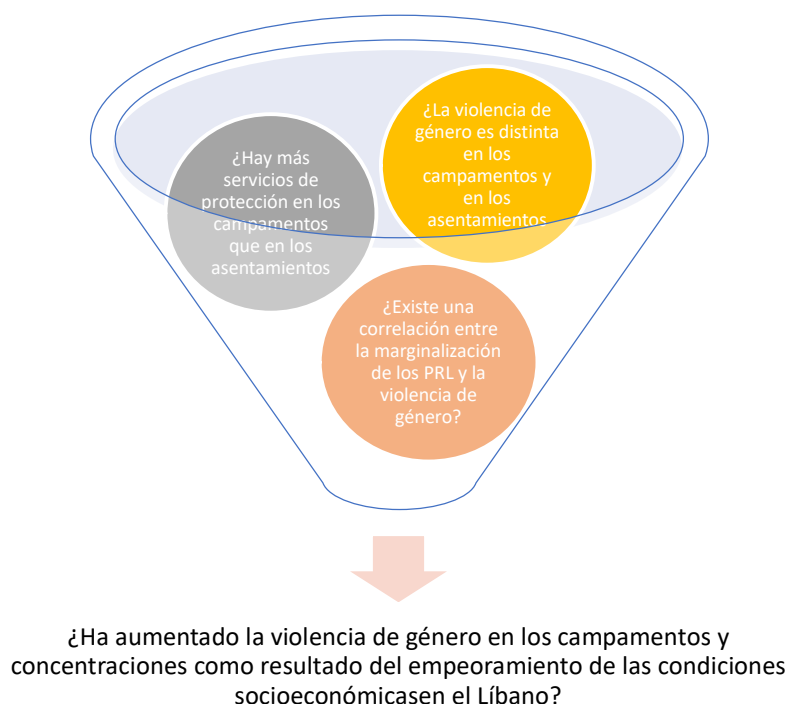 ¿La violencia de
género es distinta
en los
campamentos y
en los
asentamientos
¿Hay más
servicios de
protección en los
campamentos
que en los
asentamientos
¿Existe una
correlación entre
la marginalización
de los PRL y la
violencia de
género?
¿Ha aumentado la violencia de género en los campamentos y
concentraciones como resultado del empeoramiento de las condiciones
socioeconómicasen el Líbano?